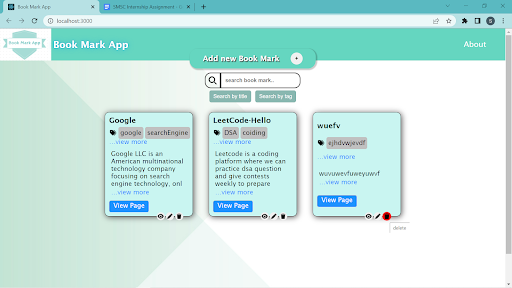 Book Mark App
SMSC Internship Assignment - I
localhost:3000
Update
Book Mark App
Book Mark App
About
Add new Book Mark +
search book mark..
Search by title
Search by tag
Google
google searchEngine
...view more
Google LLC is an
American multinational
technology company
focusing on search
engine technology, onl
...view more
View Page
LeetCode-Hello
DSA coiding
...view more
Leetcode is a coding
platform where we can
practice dsa question
and give contests
weekly to prepare
...view more
View Page
wuefv
ejhdvwjevdf
...view more
wuvuwevfuweyuwvf
...view more
View Page
delete